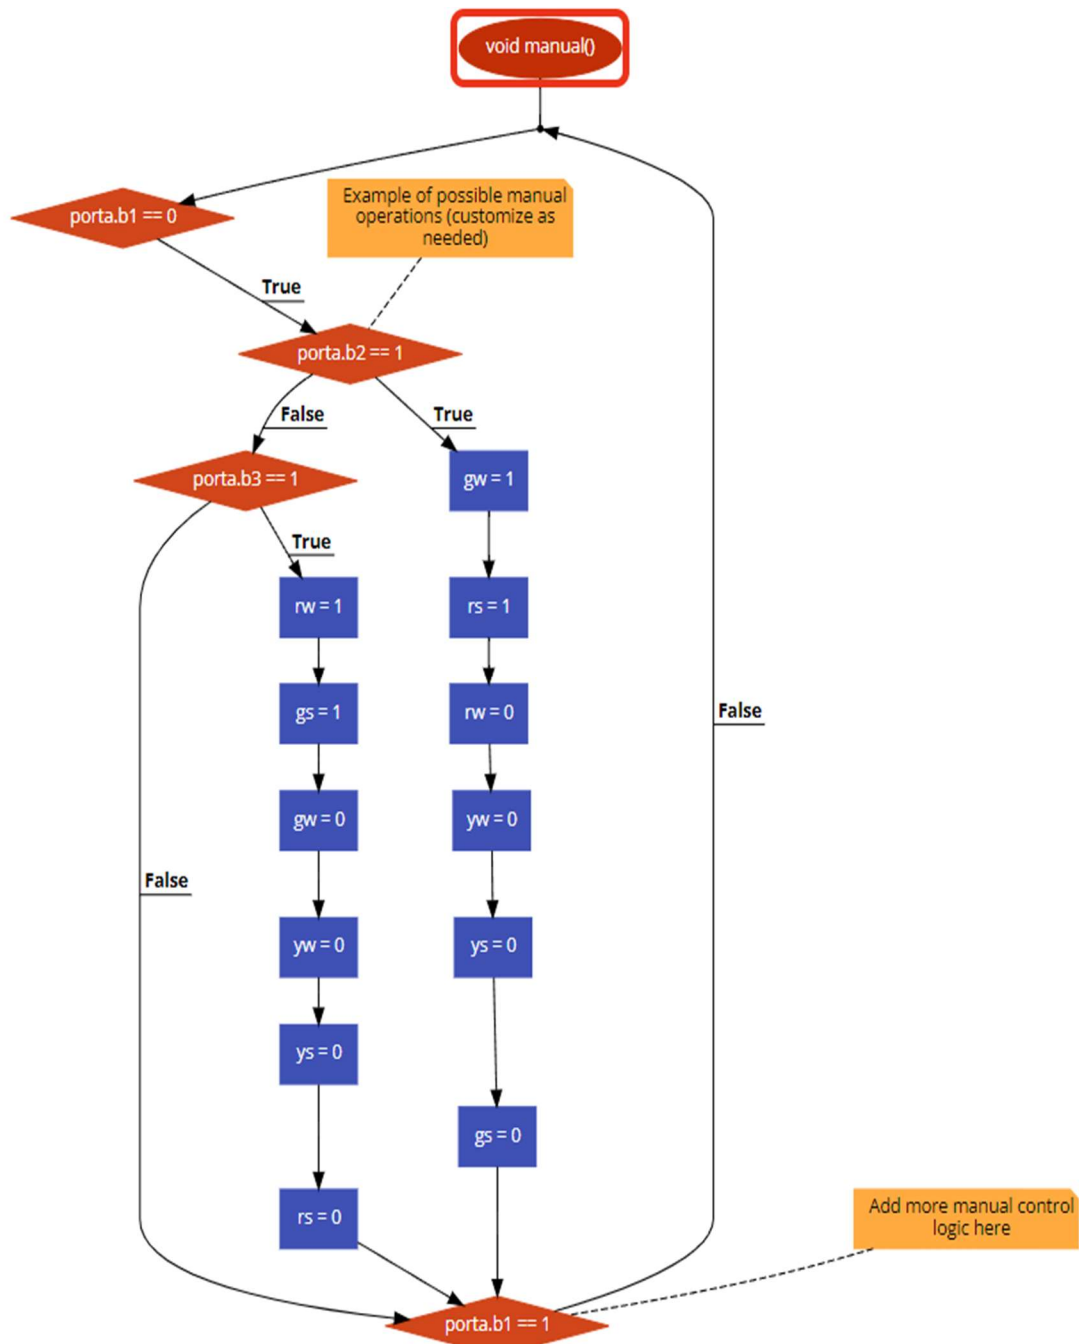 void manual()
porta.b1 == 0
Example of possible manual
operations (customize as
needed)
True
porta.b2 == 1
False
True
porta.b3 == 1
gw = 1
True
rw = 1
rs = 1
gs = 1
rw = 0
False
gw = 0
yw = 0
False
yw = 0
ys = 0
ys = 0
gs = 0
rs = 0
Add more manual control
logic here
porta.b1 == 1